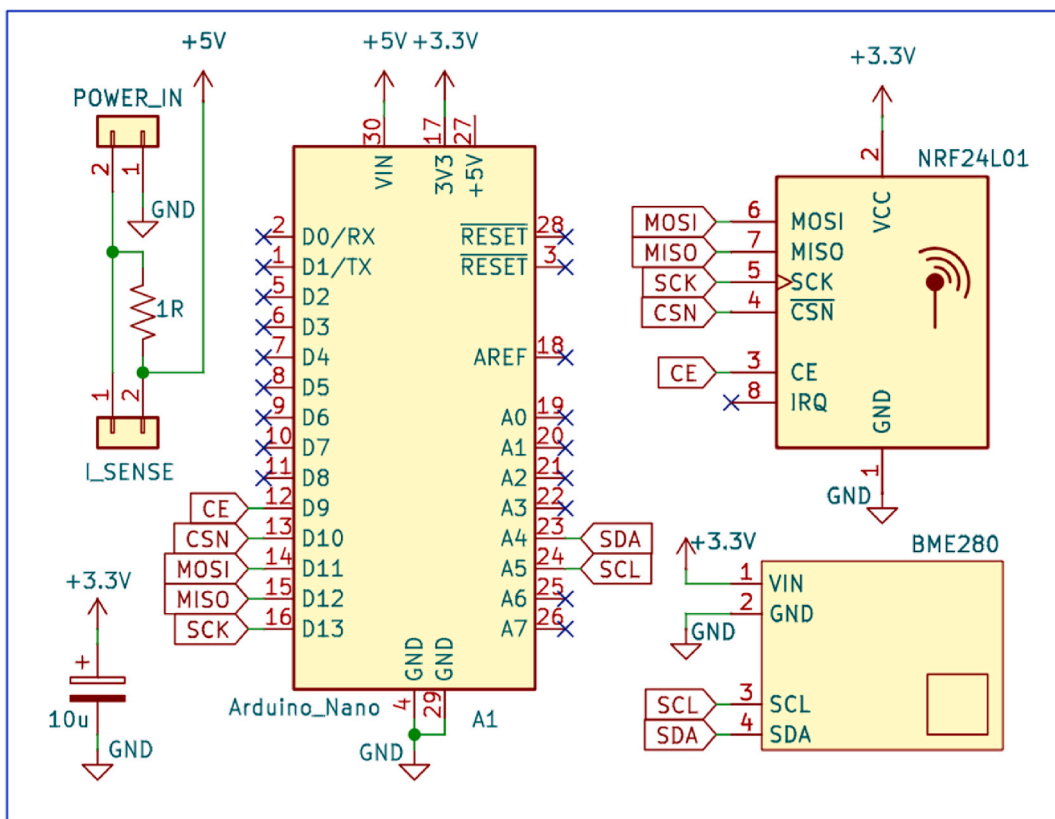 +5V
POWER_IN
2
1
GND
1R
1
2
I_SENSE
+3.3V
+
10u
GND
+5V
+3.3V
30
17
27
VIN
3V3
+5V
2 D0/RX
1 D1/TX
5 D2
6 D3
7 D4
8 D5
9 D6
10 D7
11 D8
CE 12 D9
CSN 13 D10
MOSI 14 D11
MISO 15 D12
SCK 16 D13
RESET 28
RESET 3
AREF 18
A0 19
A1 20
A2 21
A3 22
A4 23 SDA
A5 24 SCL
A6 25
A7 26
GND
GND
4
29
Arduino_Nano
A1
GND
+3.3V
2
NRF24L01
VCC
MOSI 6 MOSI
MISO 7 MISO
SCK 5 SCK
CSN 4 CSN
CE 3 CE
8 IRQ
GND
1
GND
+3.3V
BME280
1 VIN
2 GND
GND
SCL 3 SCL
SDA 4 SDA